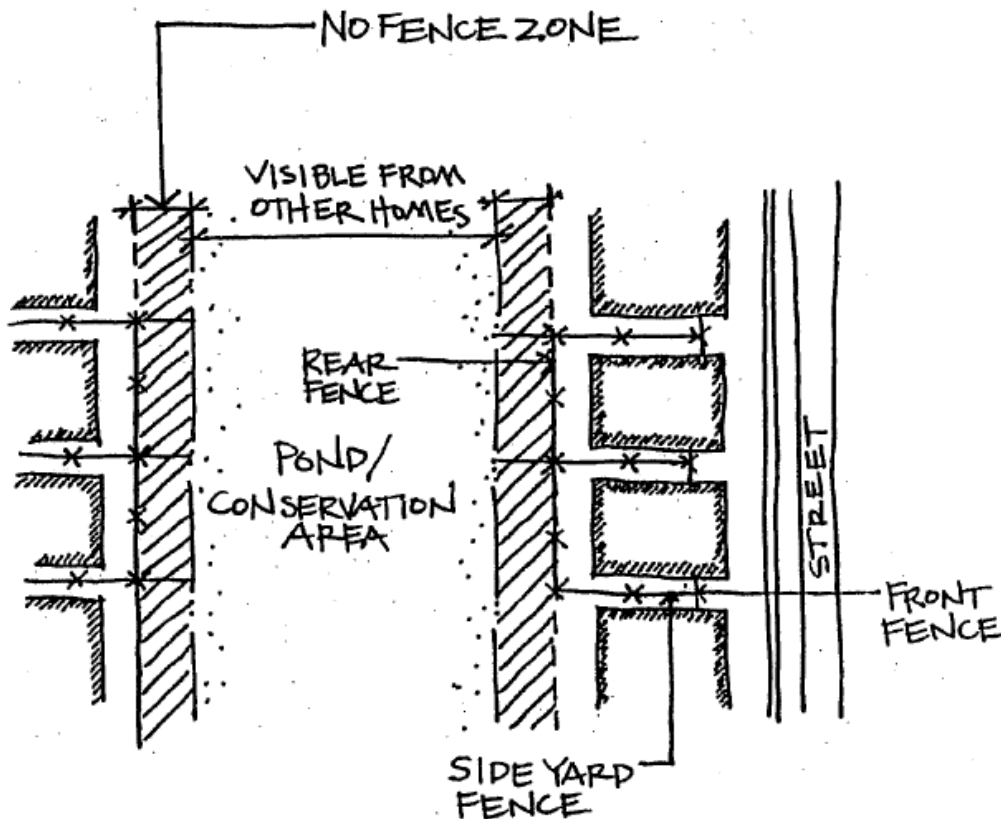 NO FENCE ZONE
VISIBLE FROM
OTHER HOMES
REAR
FENCE
POND/
CONSERVATION
AREA
STREET
FRONT
FENCE
SIDE YARD
FENCE